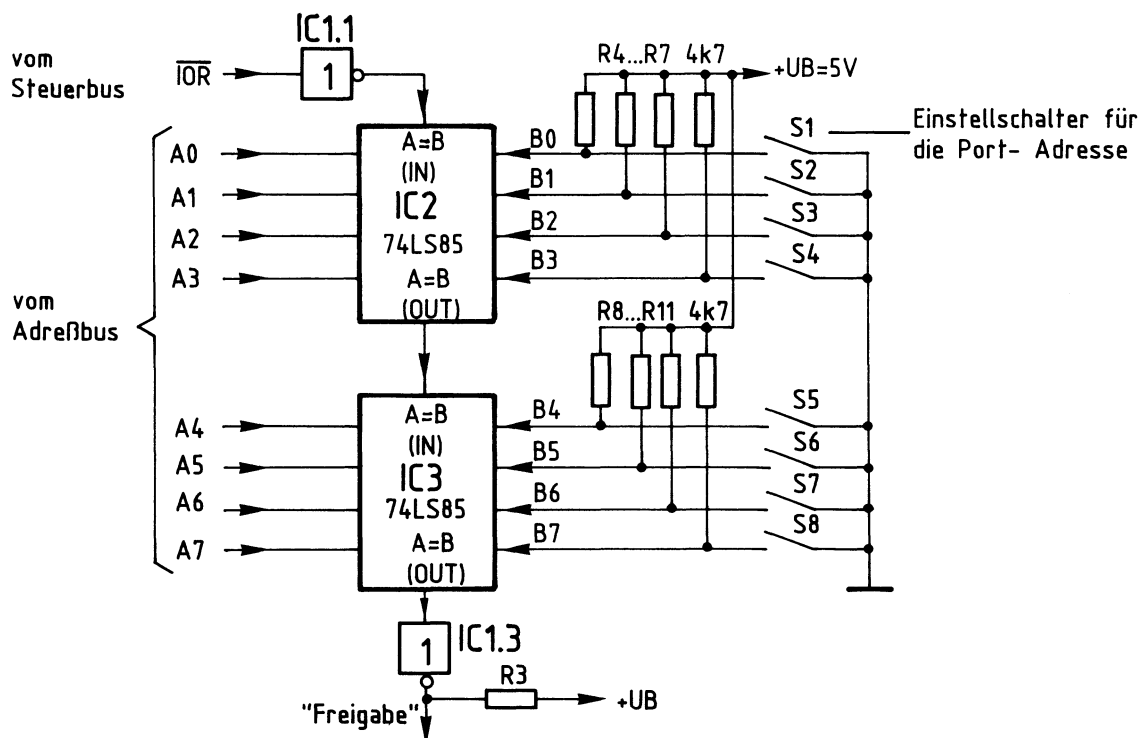 IC1.1
vom
Steuerbus
IOR
1
R4...R7 4k7
+UB=5V
Einstellschalter für
die Port- Adresse
A=B
(IN)
IC2
74LS85
A=B
(OUT)
A0
A1
A2
A3
B0
B1
B2
B3
S1
S2
S3
S4
vom
Adreßbus
R8...R11 4k7
A=B
(IN)
IC3
74LS85
A=B
(OUT)
A4
A5
A6
A7
B4
B5
B6
B7
S5
S6
S7
S8
1
IC1.3
R3
+UB
"Freigabe"